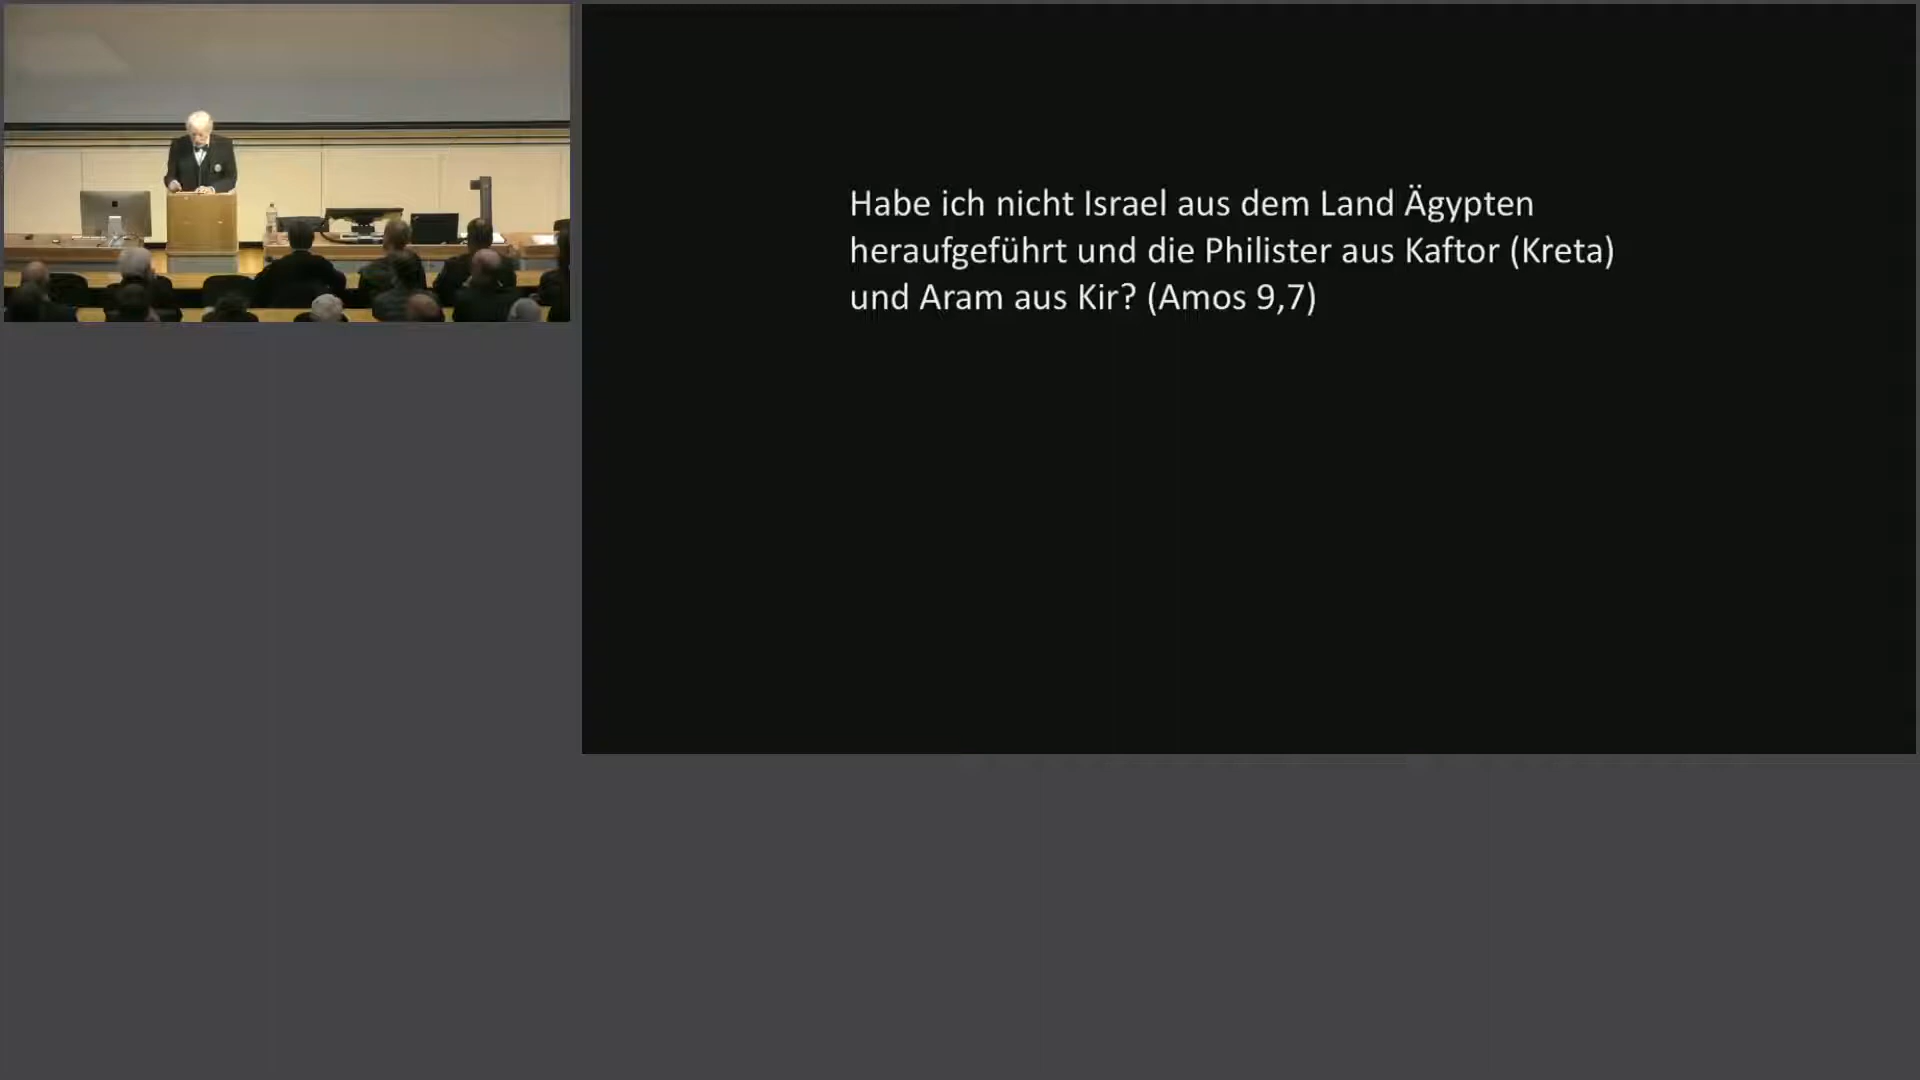 Habe ich nicht Israel aus dem Land Ägypten
heraufgeführt und die Philister aus Kaftor (Kreta)
und Aram aus Kir? (Amos 9,7)